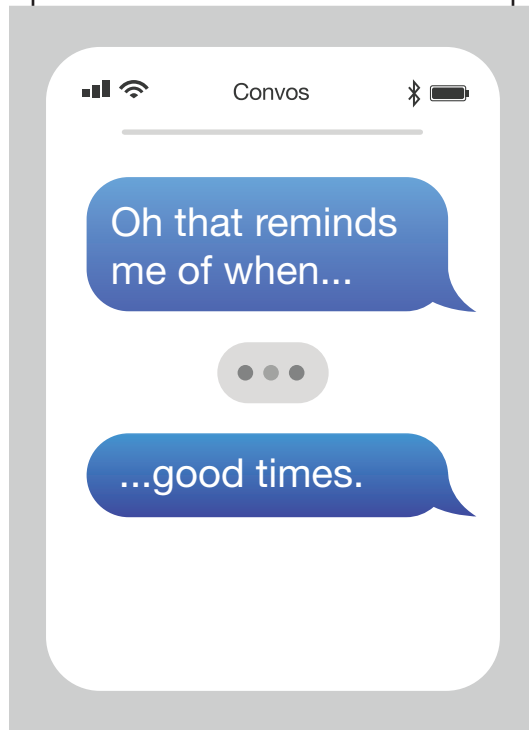 Convos
Oh that reminds
me of when...
...good times.